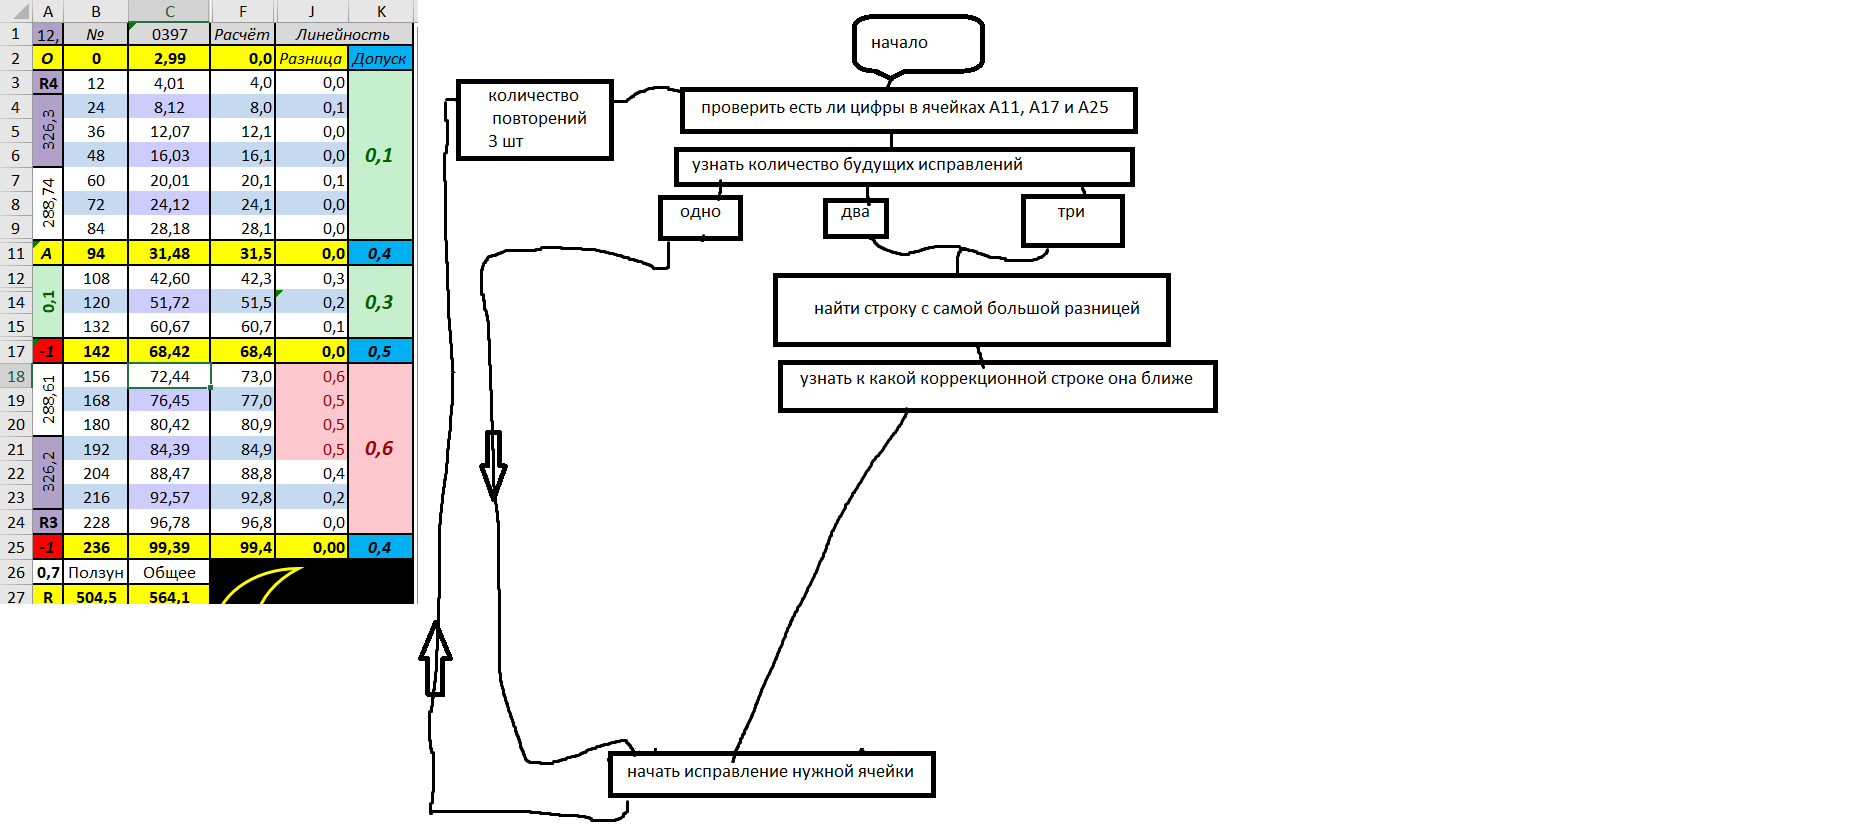 A B C F J K
1 12, № 0397 Расчёт Линейность
2 О 0 2,99 0,0 Разница Допуск
3 R4 12 4,01 4,0 0,0
4 24 8,12 8,0 0,1
326,3
5 36 12,07 12,1 0,0
6 48 16,03 16,1 0,0 0,1
7 60 20,01 20,1 0,1
288,74
8 72 24,12 24,1 0,0
9 84 28,18 28,1 0,0
11 А 94 31,48 31,5 0,0 0,4
12 108 42,60 42,3 0,3
14 0,1 120 51,72 51,5 0,2 0,3
15 132 60,67 60,7 0,1
17 -1 142 68,42 68,4 0,0 0,5
18 156 72,44 73,0 0,6
288,61
19 168 76,45 77,0 0,5
20 180 80,42 80,9 0,5
21 192 84,39 84,9 0,5 0,6
326,2
22 204 88,47 88,8 0,4
23 216 92,57 92,8 0,2
24 R3 228 96,78 96,8 0,0
25 -1 236 99,39 99,4 0,00 0,4
26 0,7 Ползун Общее
27 R 504,5 564,1
начало
количество
повторений
3 шт
проверить есть ли цифры в ячейках А11, А17 и А25
узнать количество будущих исправлений
одно
два
три
найти строку с самой большой разницей
узнать к какой коррекционной строке она ближе
начать исправление нужной ячейки